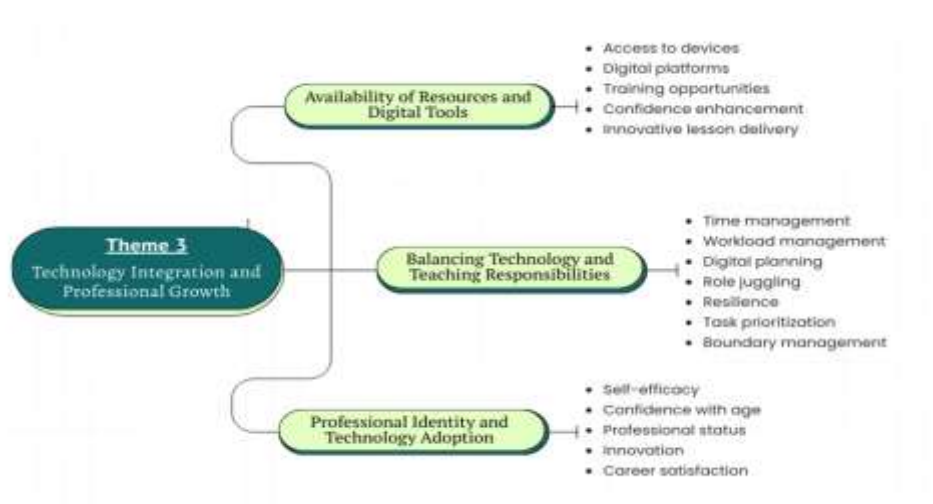 Theme 3
Technology Integration and
Professional Growth
Availability of Resources and
Digital Tools
• Access to devices
• Digital platforms
• Training opportunities
• Confidence enhancement
• Innovative lesson delivery
Balancing Technology and
Teaching Responsibilities
• Time management
• Workload management
• Digital planning
• Role juggling
• Resilience
• Task prioritization
• Boundary management
Professional Identity and
Technology Adoption
• Self-efficacy
• Confidence with age
• Professional status
• Innovation
• Career satisfaction